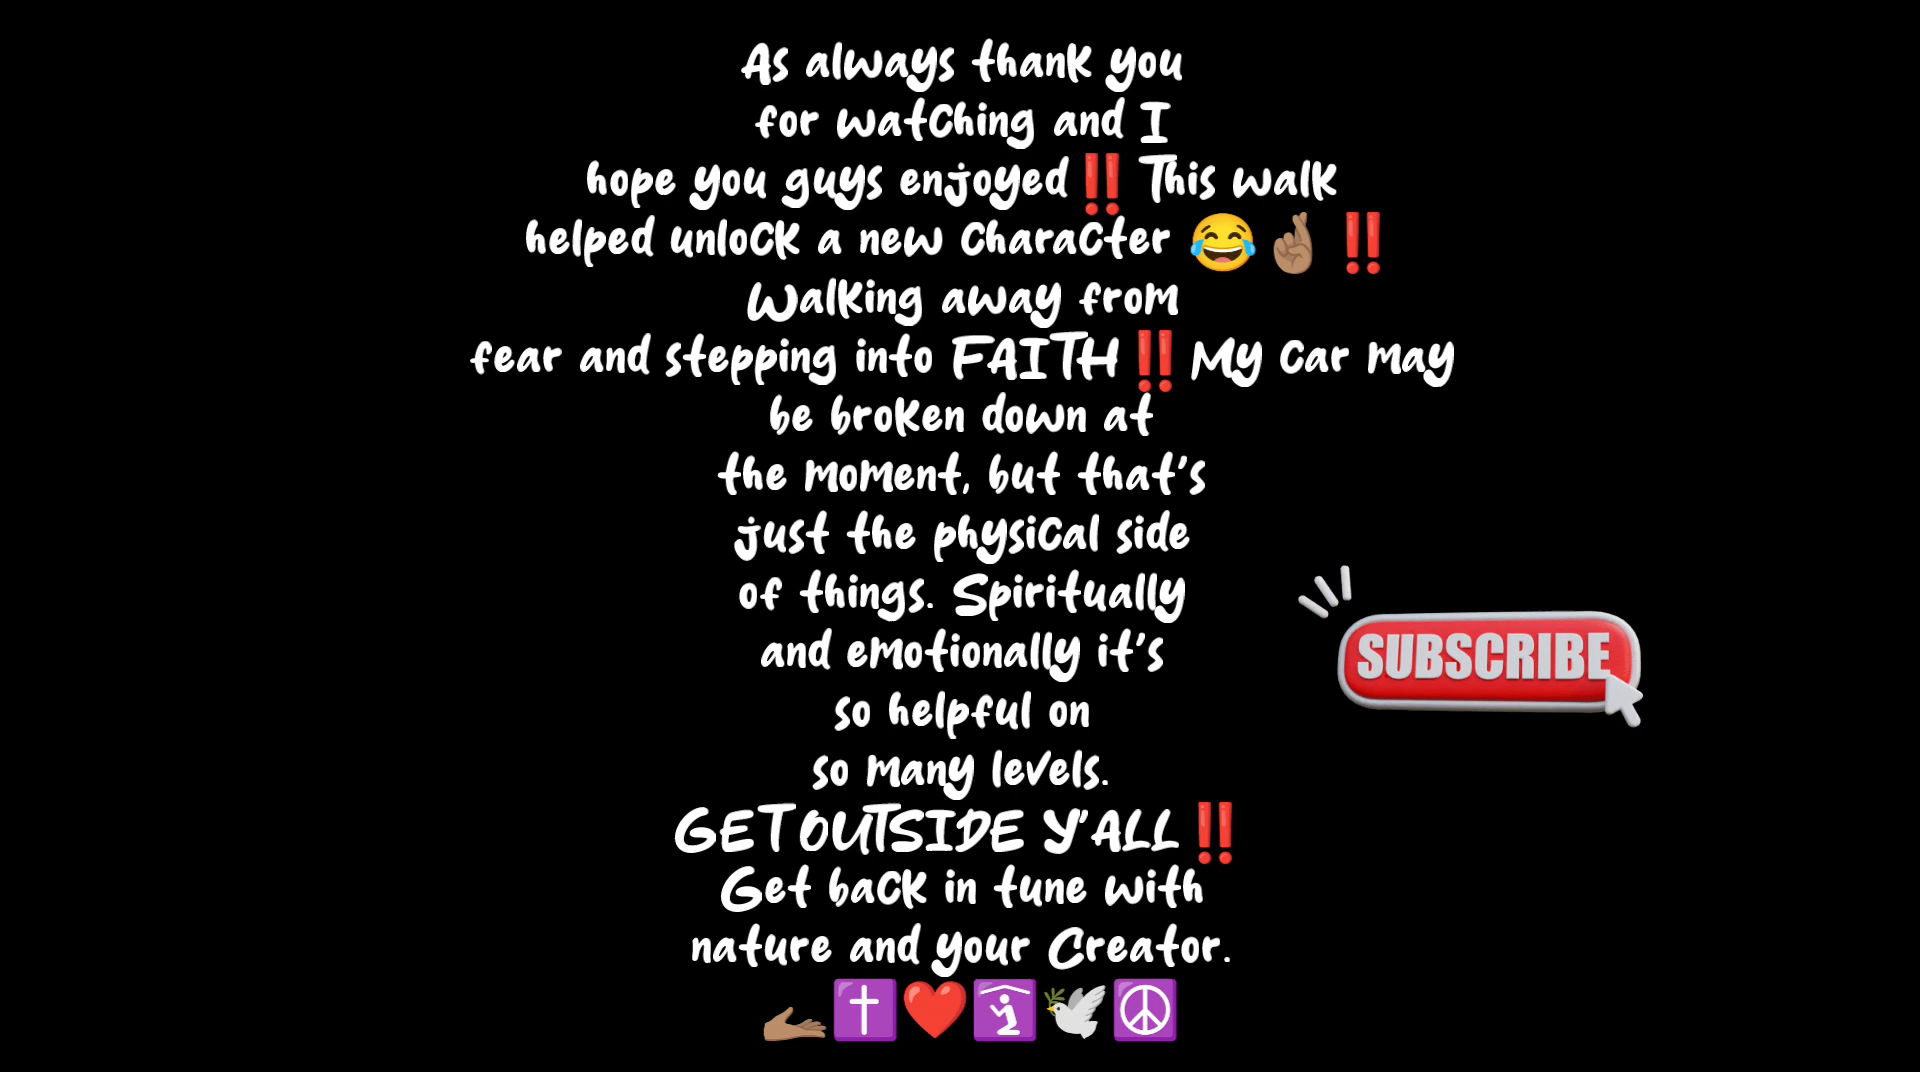 As always thank you
for watching and I
hope you guys enjoyed‼️ This walk
helped unlock a new character 😂🤞🏽‼️
Walking away from
fear and stepping into FAITH‼️ My car may
be broken down at
the moment, but that's
just the physical side
of things. Spiritually
and emotionally it's
so helpful on
so many levels.
GET OUTSIDE Y'ALL‼️
Get back in tune with
nature and your Creator.
🫴🏽✝️❤️🛐🕊️☮️
SUBSCRIBE